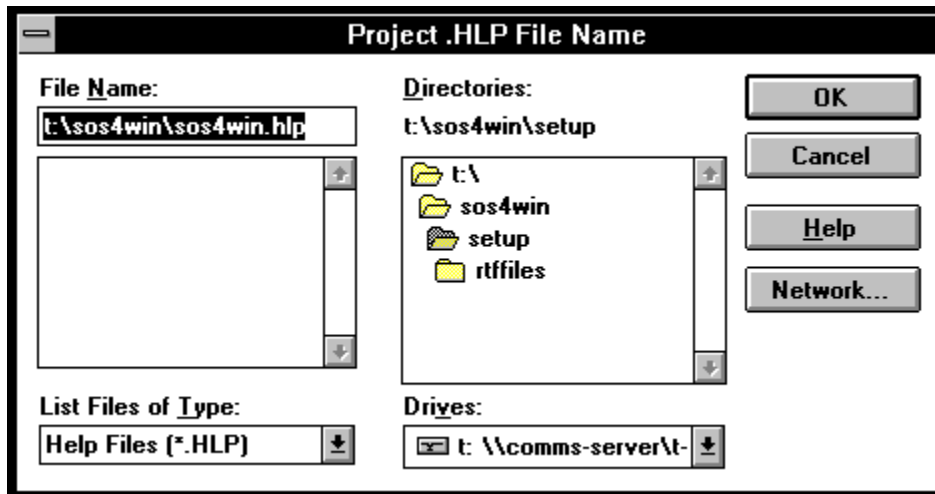 Project .HLP File Name
File Name:
t:\sos4win\sos4win.hlp
List Files of Type:
Help Files (*.HLP)
Directories:
t:\sos4win\setup
t:\
sos4win
setup
rtffiles
Drives:
t: \\comms-server\t-
OK
Cancel
Help
Network...